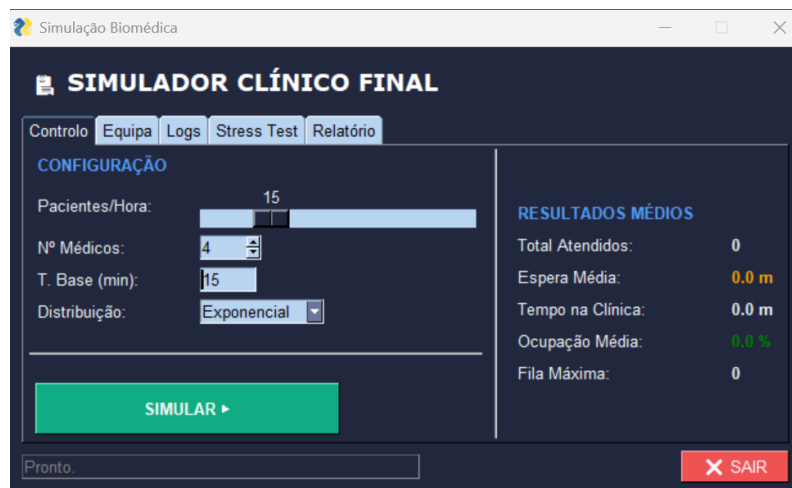 Simulação Biomédica
SIMULADOR CLÍNICO FINAL
Controlo Equipa Logs Stress Test Relatório
CONFIGURAÇÃO
Pacientes/Hora: 15
Nº Médicos: 4
T. Base (min): 15
Distribuição: Exponencial
SIMULAR ▸
RESULTADOS MÉDIOS
Total Atendidos: 0
Espera Média: 0.0 m
Tempo na Clínica: 0.0 m
Ocupação Média: 0.0 %
Fila Máxima: 0
Pronto.
❌ SAIR